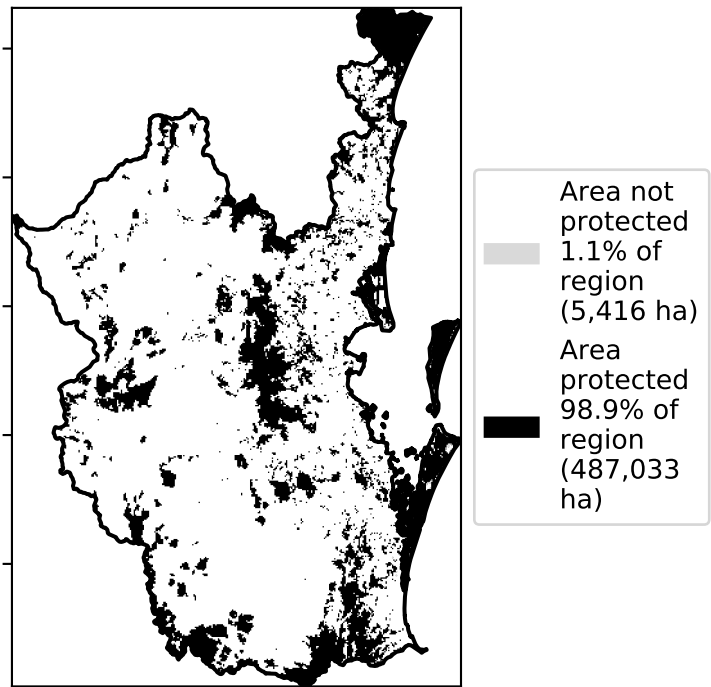 Area not
protected
1.1% of
region
(5,416 ha)
Area
protected
98.9% of
region
(487,033
ha)